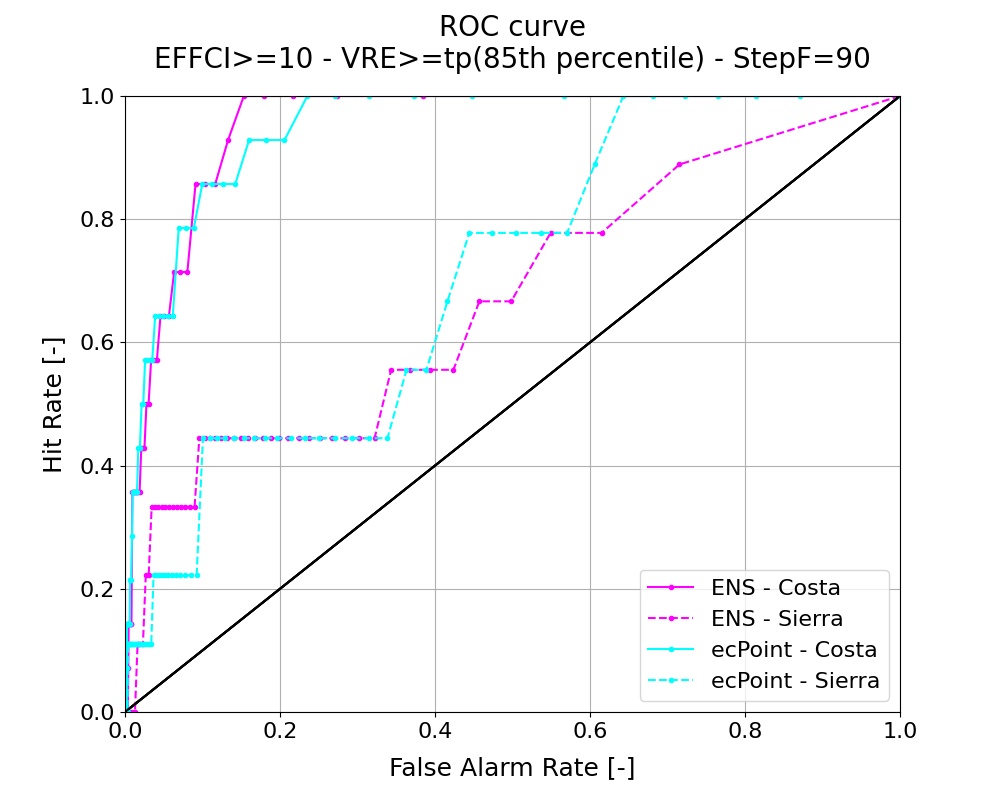 ROC curve
EFFCI>=10 - VRE>=tp(85th percentile) - StepF=90
1.0
0.8
0.6
0.4
0.2
0.0
Hit Rate [-]
0.0 0.2 0.4 0.6 0.8 1.0
False Alarm Rate [-]
ENS - Costa
ENS - Sierra
ecPoint - Costa
ecPoint - Sierra